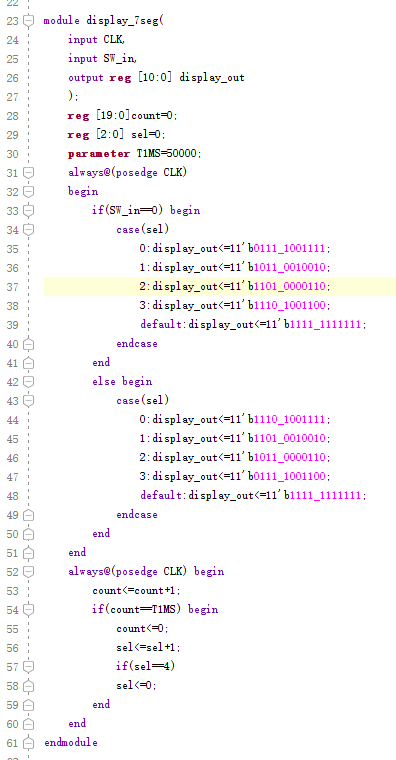 22
23 module display_7seg(
24     input CLK,
25     input SW_in,
26     output reg [10:0] display_out
27     );
28     reg [19:0]count=0;
29     reg [2:0] sel=0;
30     parameter T1MS=50000;
31     always@(posedge CLK)
32     begin
33         if(SW_in==0) begin
34             case(sel)
35                 0:display_out<=11'b0111_1001111;
36                 1:display_out<=11'b1011_0010010;
37                 2:display_out<=11'b1101_0000110;
38                 3:display_out<=11'b1110_1001100;
39                 default:display_out<=11'b1111_1111111;
40             endcase
41         end
42         else begin
43             case(sel)
44                 0:display_out<=11'b1110_1001111;
45                 1:display_out<=11'b1101_0010010;
46                 2:display_out<=11'b1011_0000110;
47                 3:display_out<=11'b0111_1001100;
48                 default:display_out<=11'b1111_1111111;
49             endcase
50         end
51     end
52     always@(posedge CLK) begin
53         count<=count+1;
54         if(count==T1MS) begin
55             count<=0;
56             sel<=sel+1;
57             if(sel==4)
58             sel<=0;
59         end
60     end
61 endmodule